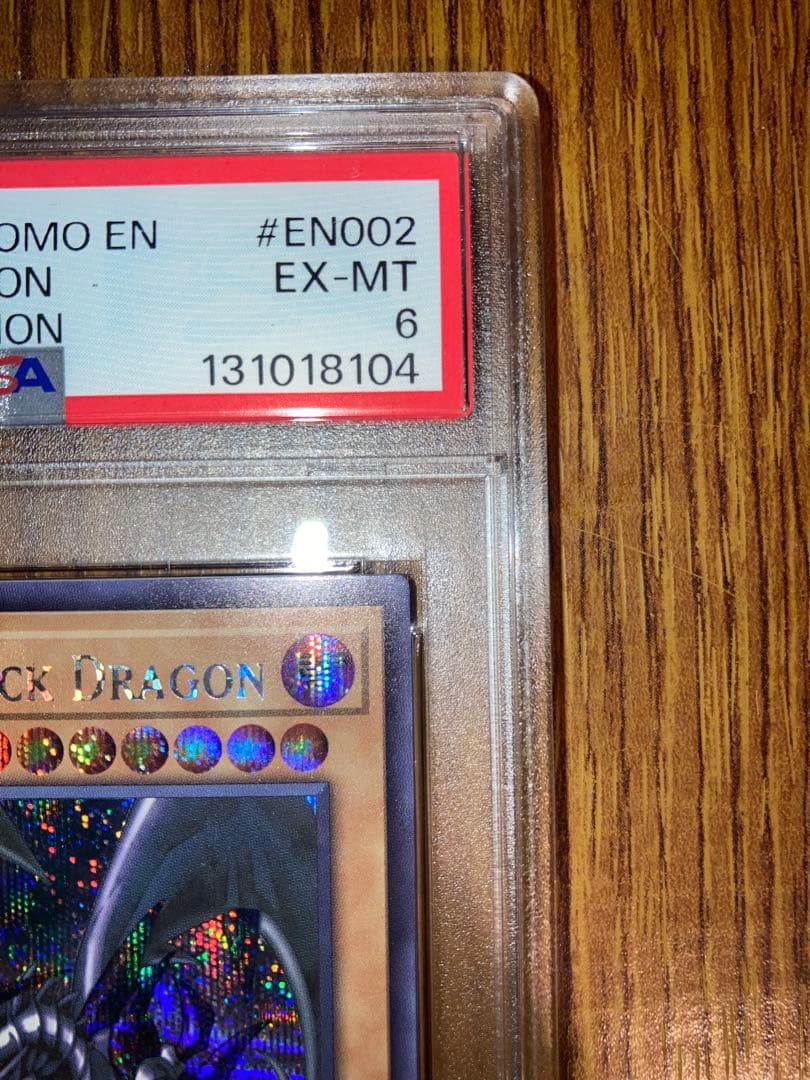 OMO EN #EN002
ON EX-MT
ION 6
SA 131018104
CK DRAGON